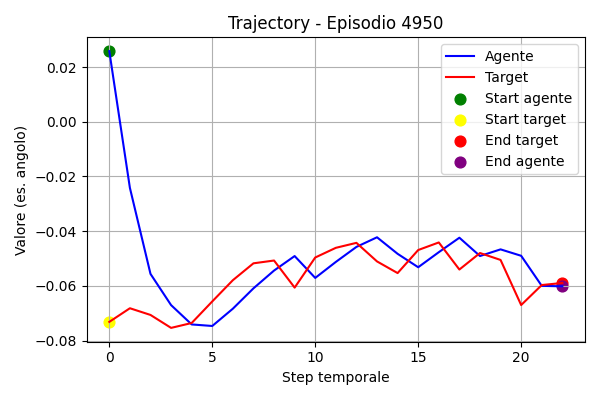 Trajectory - Episodio 4950
Valore (es. angolo)
0.02
0.00
−0.02
−0.04
−0.06
−0.08
0
5
10
15
20
Step temporale
Agente
Target
Start agente
Start target
End target
End agente